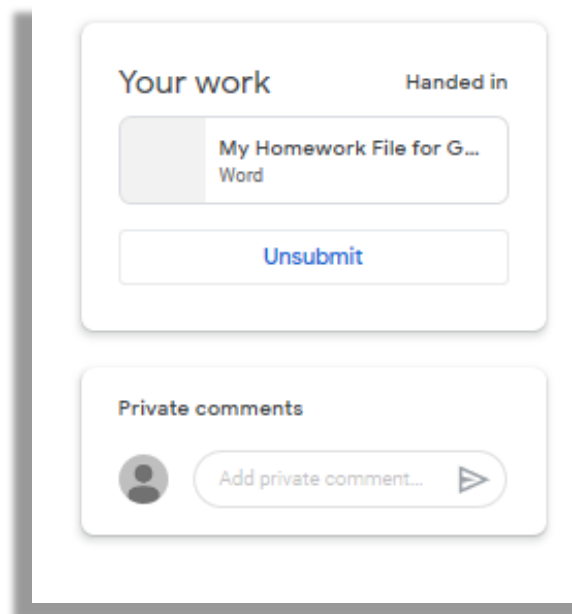 Your work
Handed in
My Homework File for G...
Word
Unsubmit
Private comments
Add private comment...